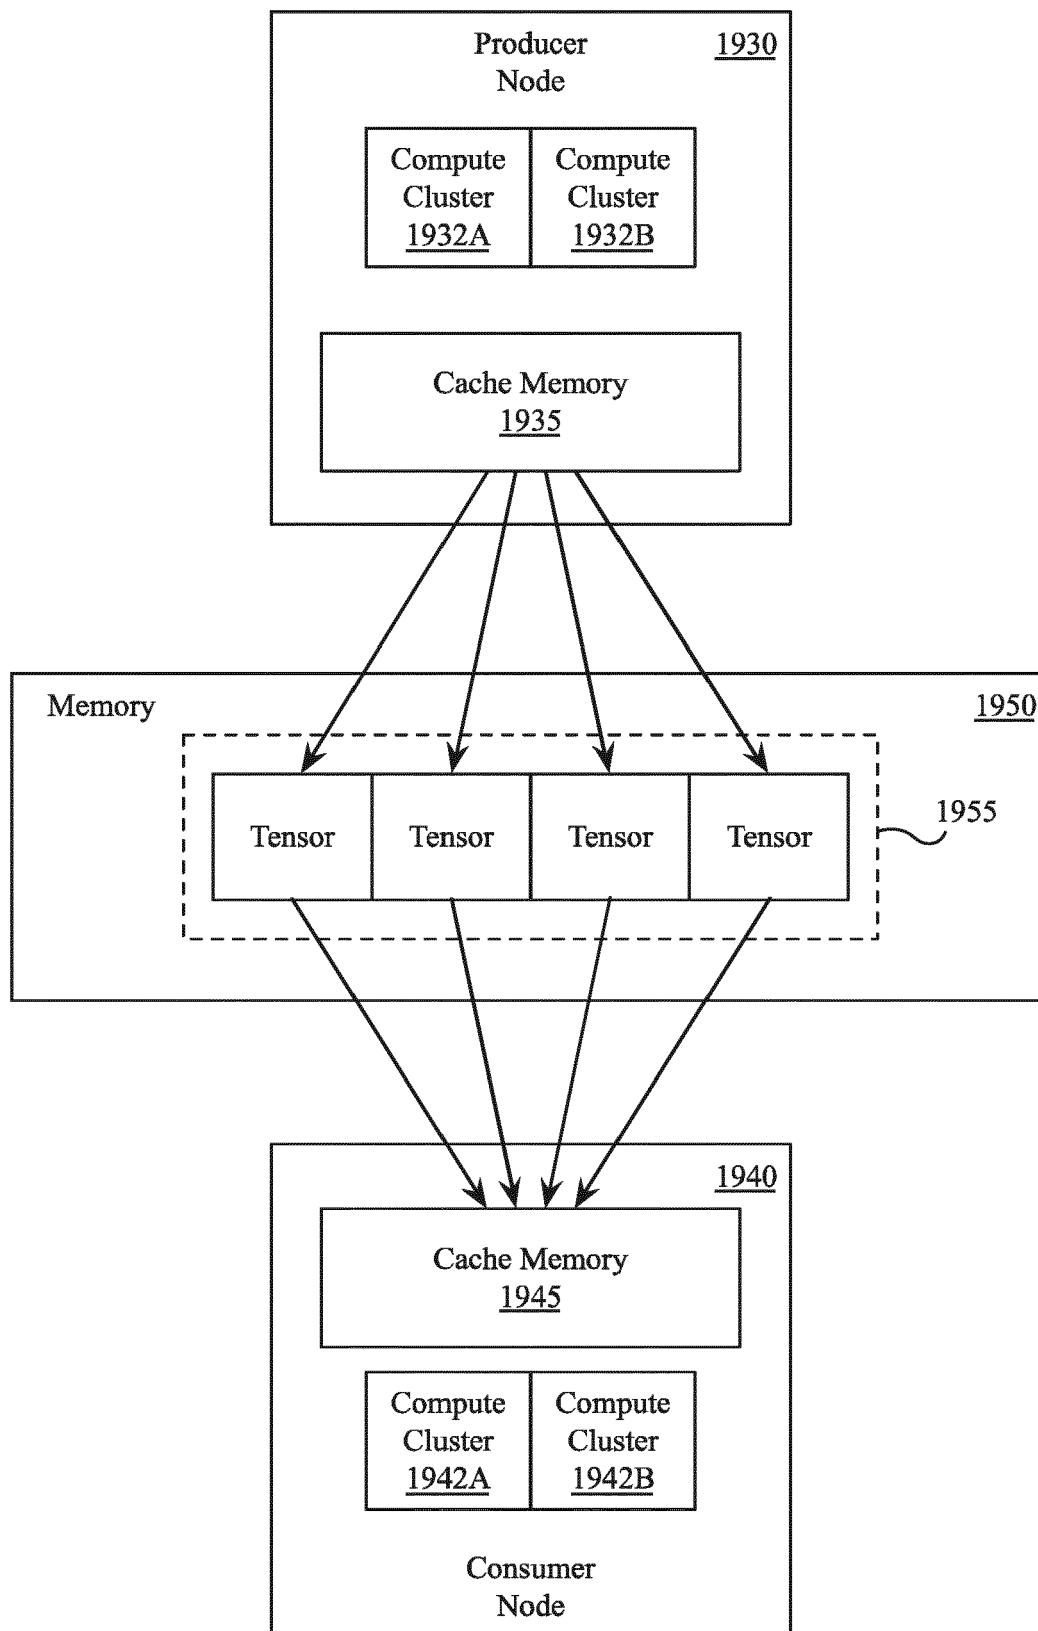 Producer
Node
1930
Compute
Cluster
1932A
Compute
Cluster
1932B
Cache Memory
1935
Memory
1950
Tensor
Tensor
Tensor
Tensor
1955
1940
Cache Memory
1945
Compute
Cluster
1942A
Compute
Cluster
1942B
Consumer
Node